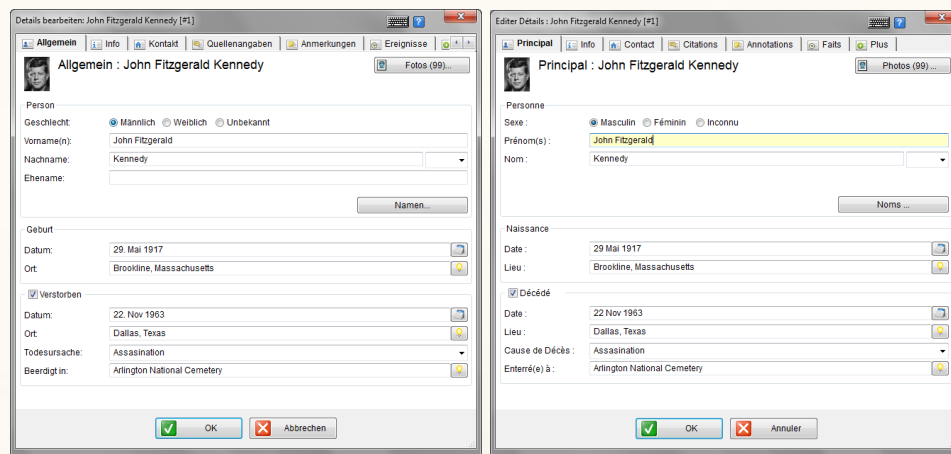 Details bearbeiten: John Fitzgerald Kennedy [#1]
Allgemein Info Kontakt Quellenangaben Anmerkungen Ereignisse
Allgemein : John Fitzgerald Kennedy
Fotos (99)...
Person
Geschlecht: Männlich Weiblich Unbekannt
Vorname(n): John Fitzgerald
Nachname: Kennedy
Ehename:
Namen...
Geburt
Datum: 29. Mai 1917
Ort: Brookline, Massachusetts
Verstorben
Datum: 22. Nov 1963
Ort: Dallas, Texas
Todesursache: Assasination
Beerdigt in: Arlington National Cemetery
OK Abbrechen
Editer Détails : John Fitzgerald Kennedy [#1]
Principal Info Contact Citations Annotations Faits Plus
Principal : John Fitzgerald Kennedy
Photos (99) ...
Personne
Sexe : Masculin Féminin Inconnu
Prénom(s) : John Fitzgerald
Nom : Kennedy
Noms ...
Naissance
Date : 29 Mai 1917
Lieu : Brookline, Massachusetts
Décédé
Date : 22 Nov 1963
Lieu : Dallas, Texas
Cause de Décès : Assasination
Enterré(e) à : Arlington National Cemetery
OK Annuler